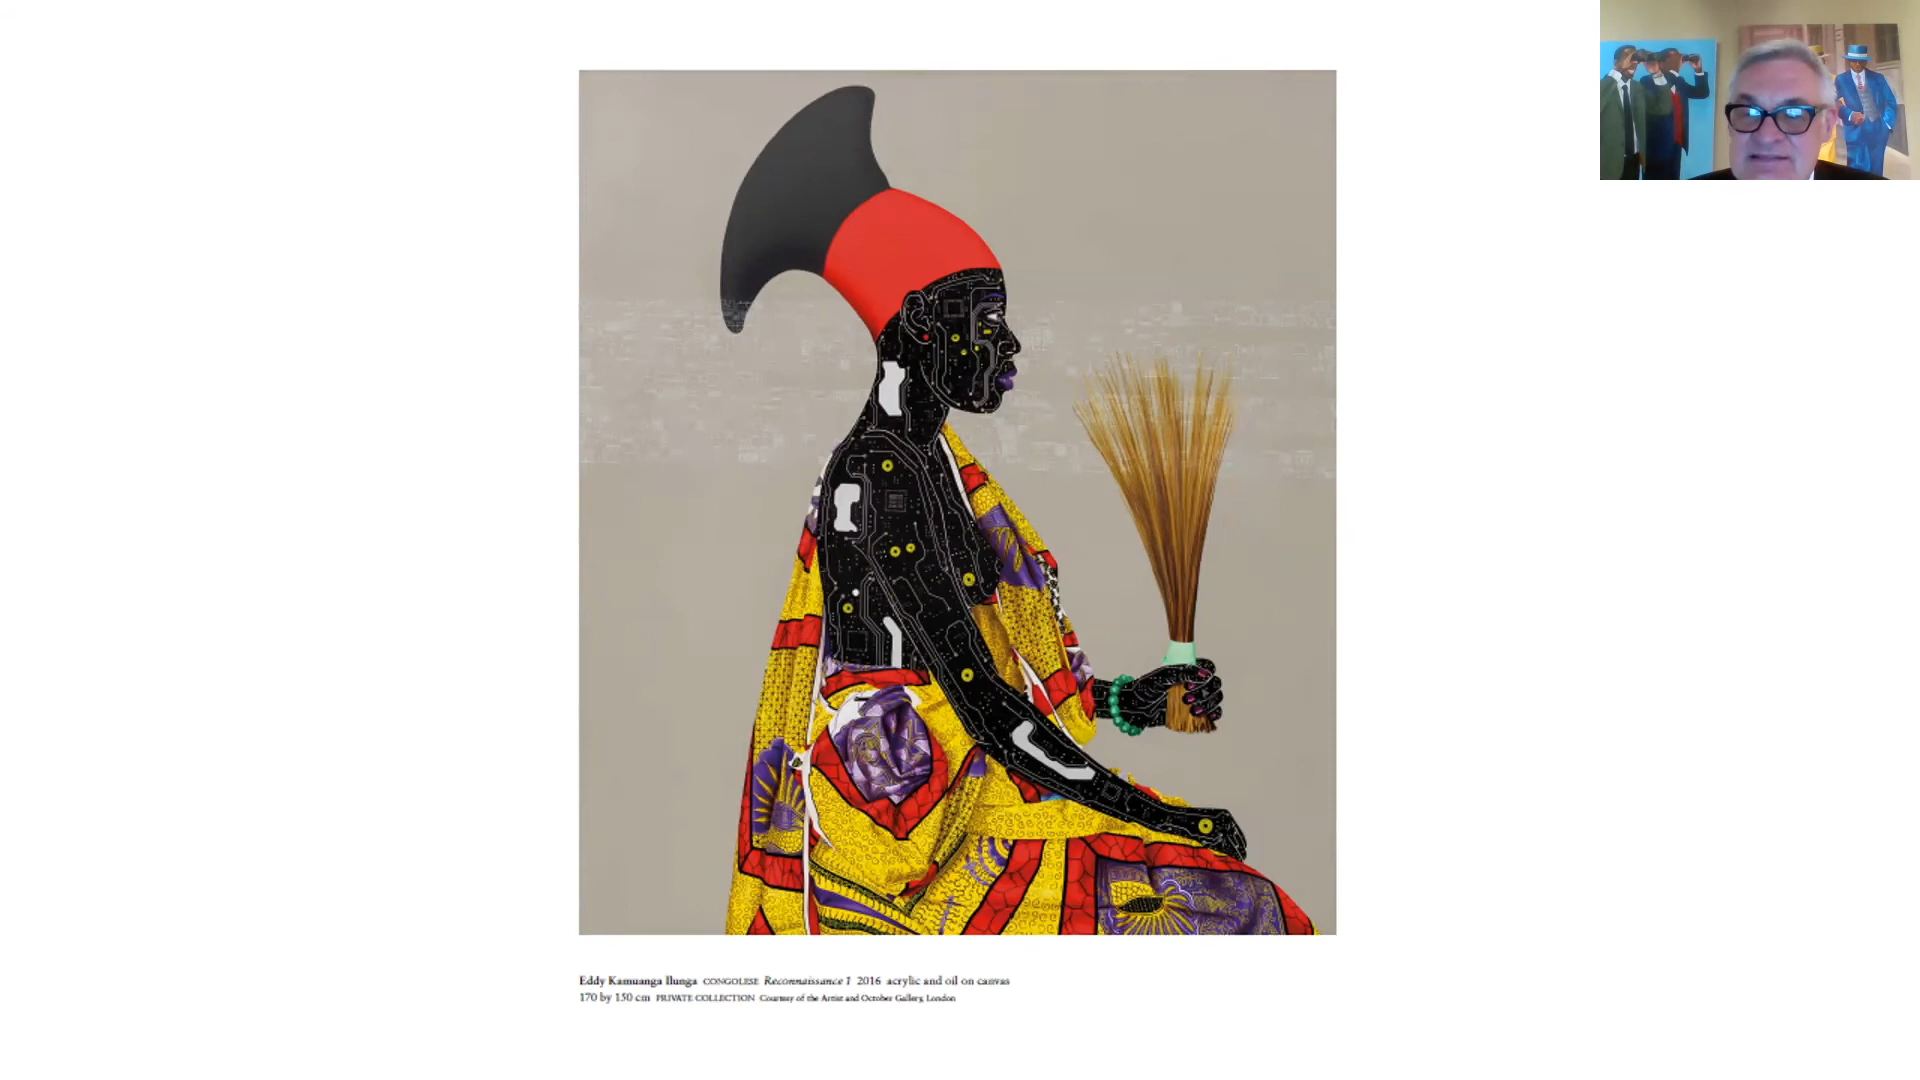 Eddy Kamuanga Ilunga CONGOLESE Reconnaissance 1 2016 acrylic and oil on canvas
170 by 150 cm PRIVATE COLLECTION Courtesy of the Artist and October Gallery, London